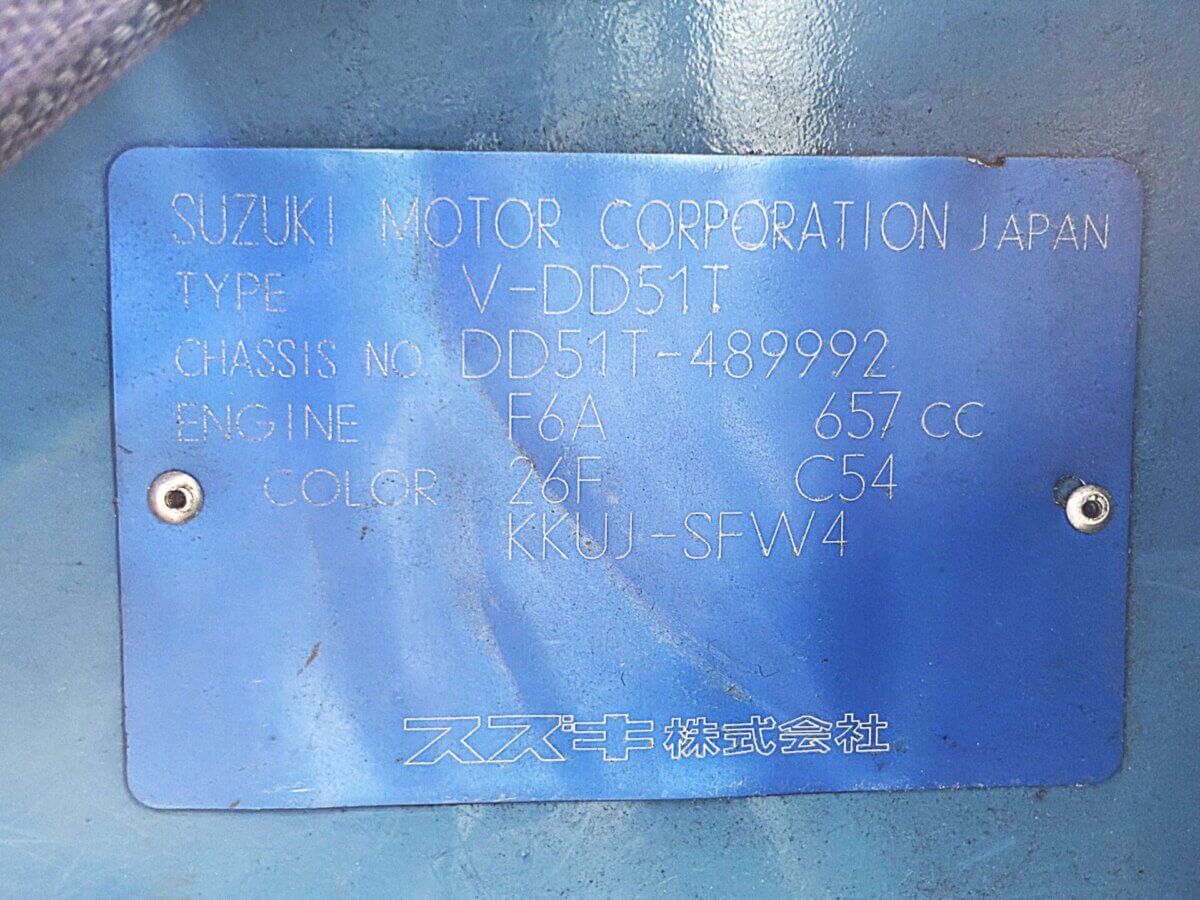 SUZUKI MOTOR CORPORATION JAPAN
TYPE V-DD51T
CHASSIS NO. DD51T-489992
ENGINE F6A 657 CC
COLOR 26F C54
KKUJ-SFW4
スズキ株式会社